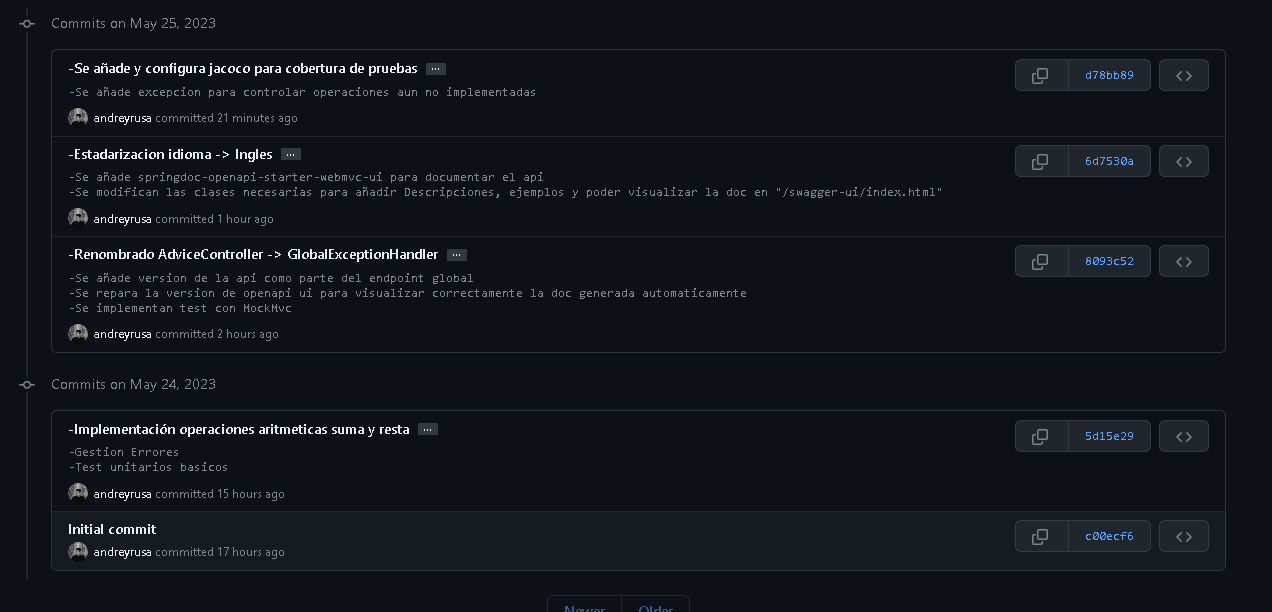 Commits on May 25, 2023
-Se añade y configura jacoco para cobertura de pruebas ...
d78bb89
-Se añade excepcion para controlar operaciones aun no implementadas
andreyrusa committed 21 minutes ago
-Estadarizacion idioma -> Ingles ...
6d7530a
-Se añade springdoc-openapi-starter-webmvc-ui para documentar el api
-Se modifican las clases necesarias para añadir Descripciones, ejemplos y poder visualizar la doc en "/swagger-ui/index.html"
andreyrusa committed 1 hour ago
-Renombrado AdviceController -> GlobalExceptionHandler ...
8093c52
-Se añade version de la api como parte del endpoint global
-Se repara la version de openapi ui para visualizar correctamente la doc generada automaticamente
-Se implementan test con MockMvc
andreyrusa committed 2 hours ago
Commits on May 24, 2023
-Implementación operaciones aritmeticas suma y resta ...
5d15e29
-Gestion Errores
-Test unitarios basicos
andreyrusa committed 15 hours ago
Initial commit
c00ecf6
andreyrusa committed 17 hours ago
Newer Older